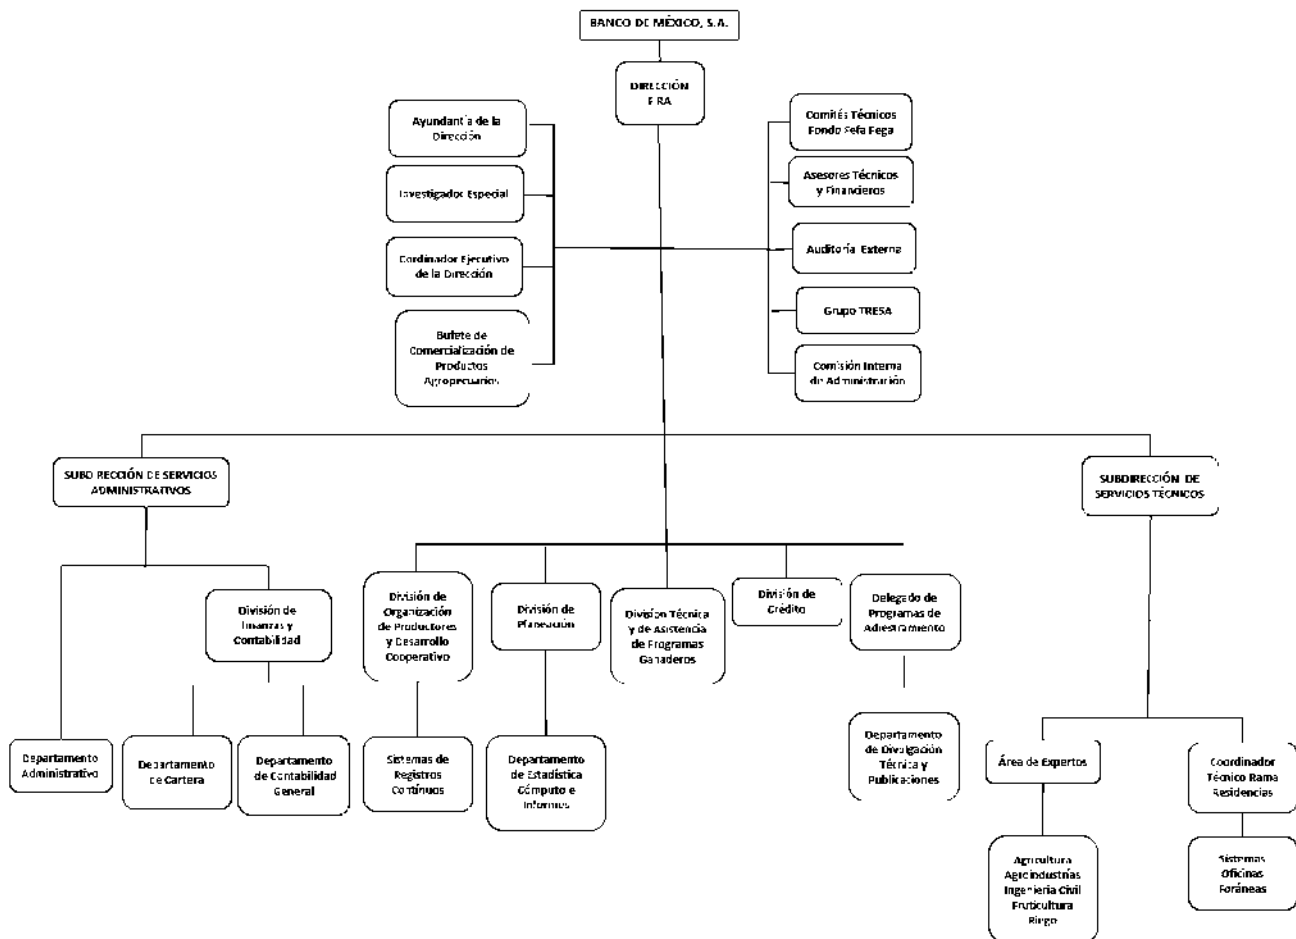 BANCO DE MÉXICO, S.A.
DIRECCIÓN
FIRA
Ayundantía de la
Dirección
Investigador Especial
Cordinador Ejecutivo
de la Dirección
Bufete de
Comercialización de
Productos
Agropecuarios
Comités Técnicos
Fondo Fefa Fega
Asesores Técnicos
y Financieros
Auditoría Externa
Grupo TRESA
Comisión Interna
de Administración
SUBDIRECCIÓN DE SERVICIOS
ADMINISTRATIVOS
SUBDIRECCIÓN DE
SERVICIOS TÉCNICOS
División de
Finanzas y
Contabilidad
División de
Organización
de Productores
y Desarrollo
Cooperativo
División de
Planeación
División Técnica
y de Asistencia
de Programas
Ganaderos
División de
Crédito
Delegado de
Programas de
Adiestramiento
Departamento
Administrativo
Departamento
de Cartera
Departamento
de Contabilidad
General
Sistemas de
Registros
Contínuos
Departamento
de Estadística
Cómputo e
Informes
Departamento
de Divulgación
Técnica y
Publicaciones
Área de Expertos
Coordinador
Técnico Rama
Residencias
Agricultura
Agroindustrias
Ingeniería Civil
Fruticultura
Riego
Sistemas
Oficinas
Foráneas